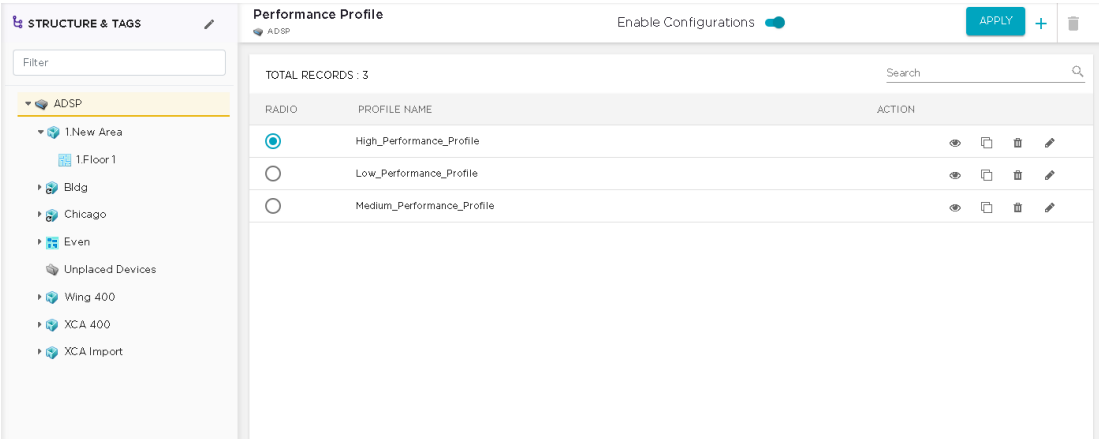 STRUCTURE & TAGS
Filter
ADSP
1.New Area
1.Floor 1
Bldg
Chicago
Even
Unplaced Devices
Wing 400
XCA 400
XCA Import
Performance Profile
ADSP
Enable Configurations
APPLY
TOTAL RECORDS : 3
Search
RADIO PROFILE NAME ACTION
High_Performance_Profile
Low_Performance_Profile
Medium_Performance_Profile